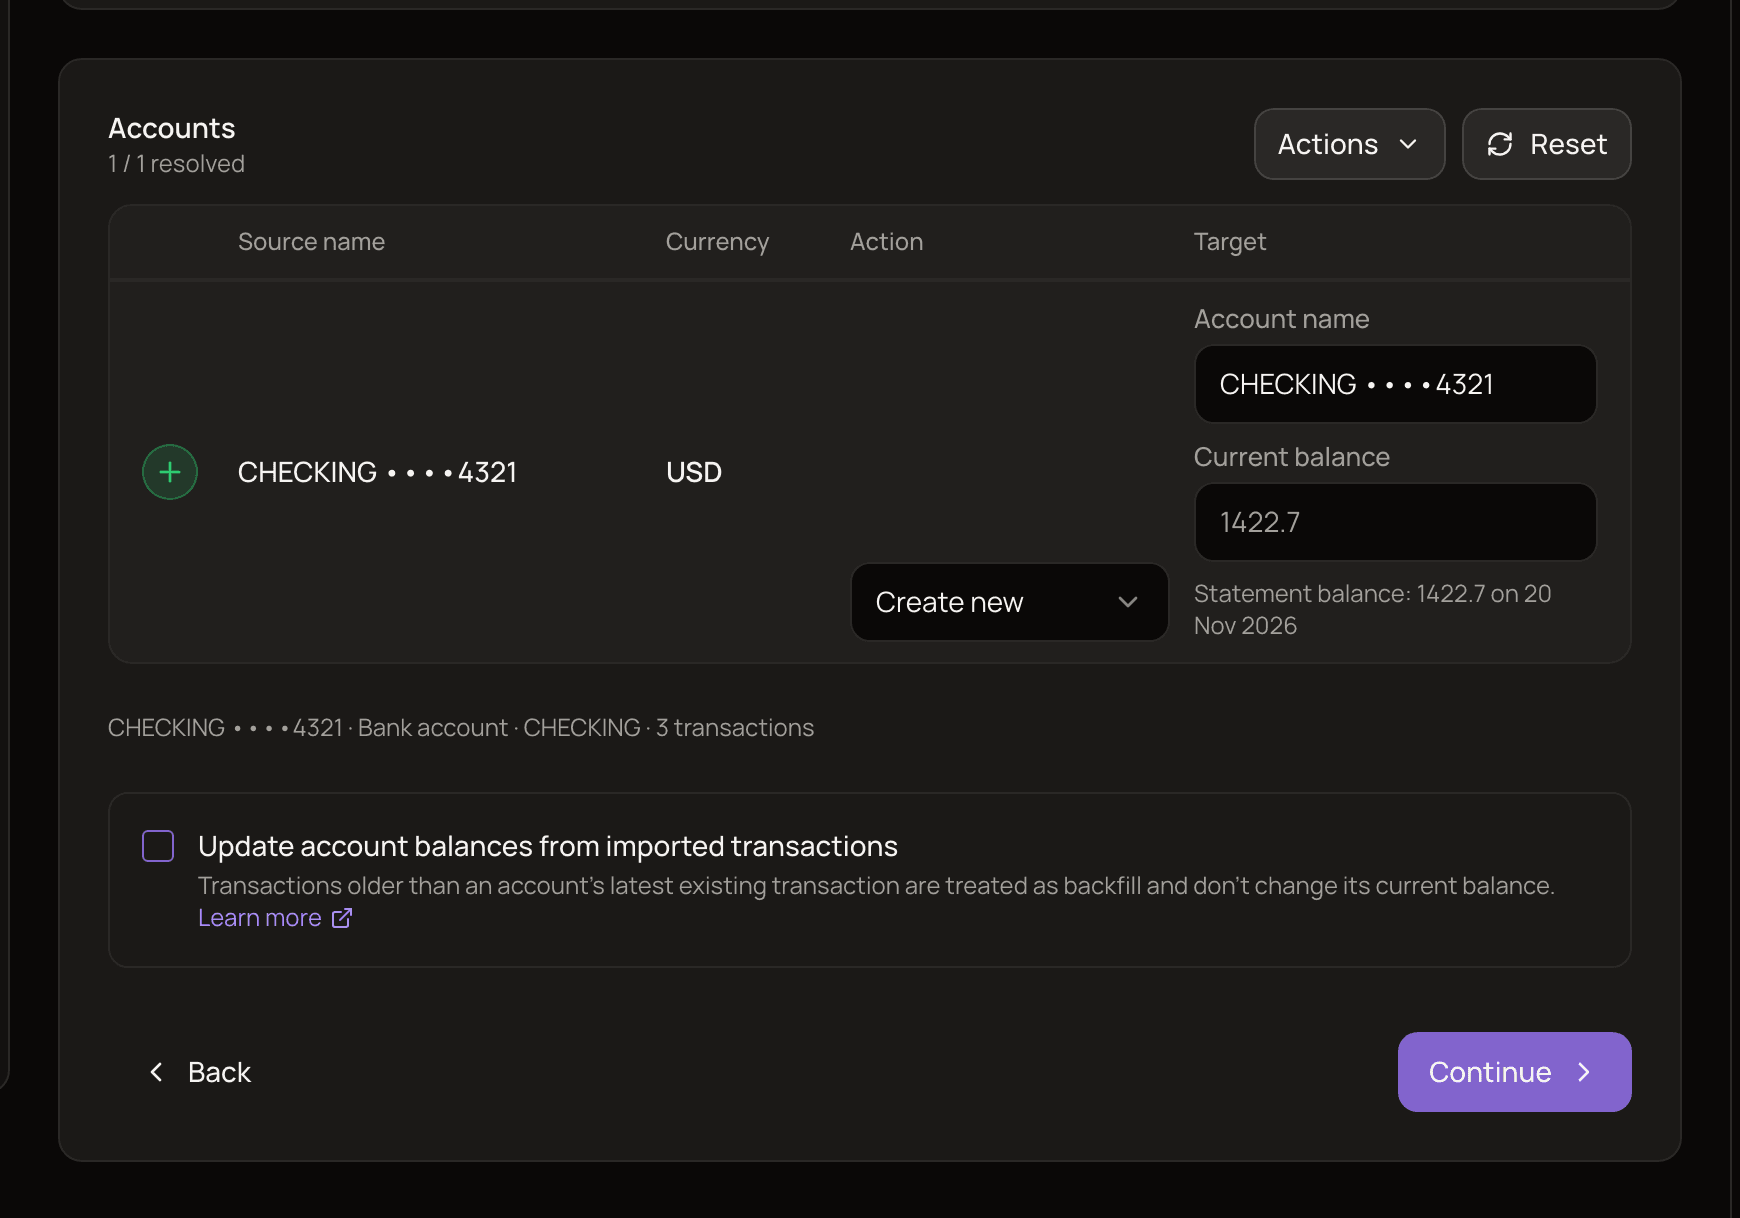 Accounts
1 / 1 resolved
Actions
Reset
Source name
Currency
Action
Target
CHECKING ••••4321
USD
Create new
Account name
CHECKING ••••4321
Current balance
1422.7
Statement balance: 1422.7 on 20
Nov 2026
CHECKING ••••4321 · Bank account · CHECKING · 3 transactions
Update account balances from imported transactions
Transactions older than an account’s latest existing transaction are treated as backfill and don’t change its current balance.
Learn more
Back
Continue